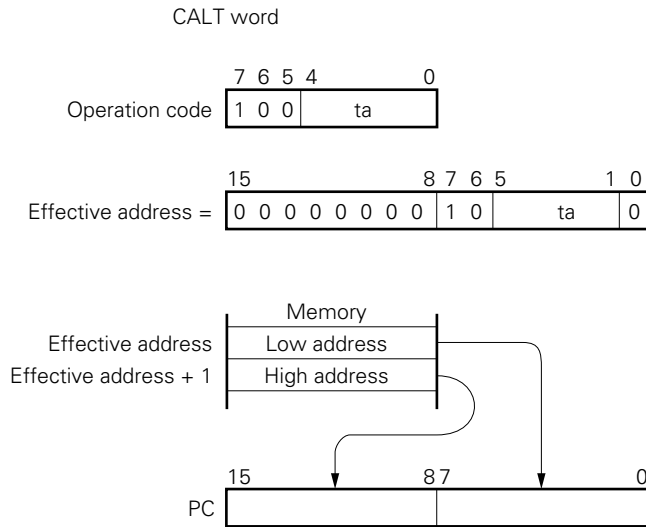 CALT word
7 6 5 4 0
Operation code 1 0 0 ta
15 8 7 6 5 1 0
Effective address = 0 0 0 0 0 0 0 0 1 0 ta 0
Memory
Effective address Low address
Effective address + 1 High address
15 8 7 0
PC